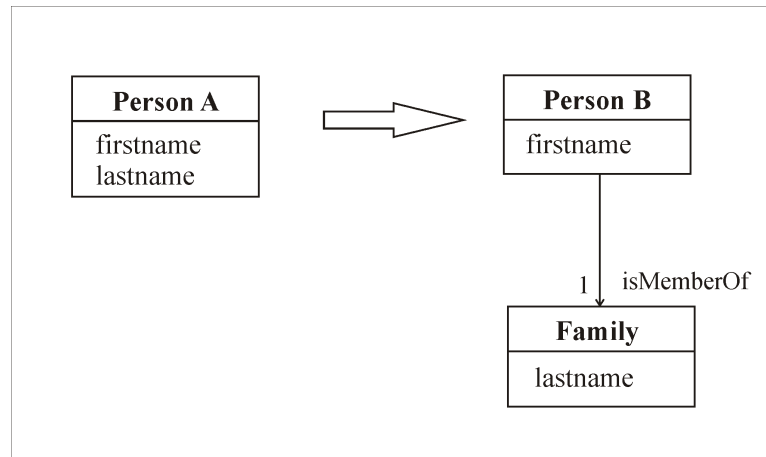 Person A
firstname
lastname
Person B
firstname
1
isMemberOf
Family
lastname